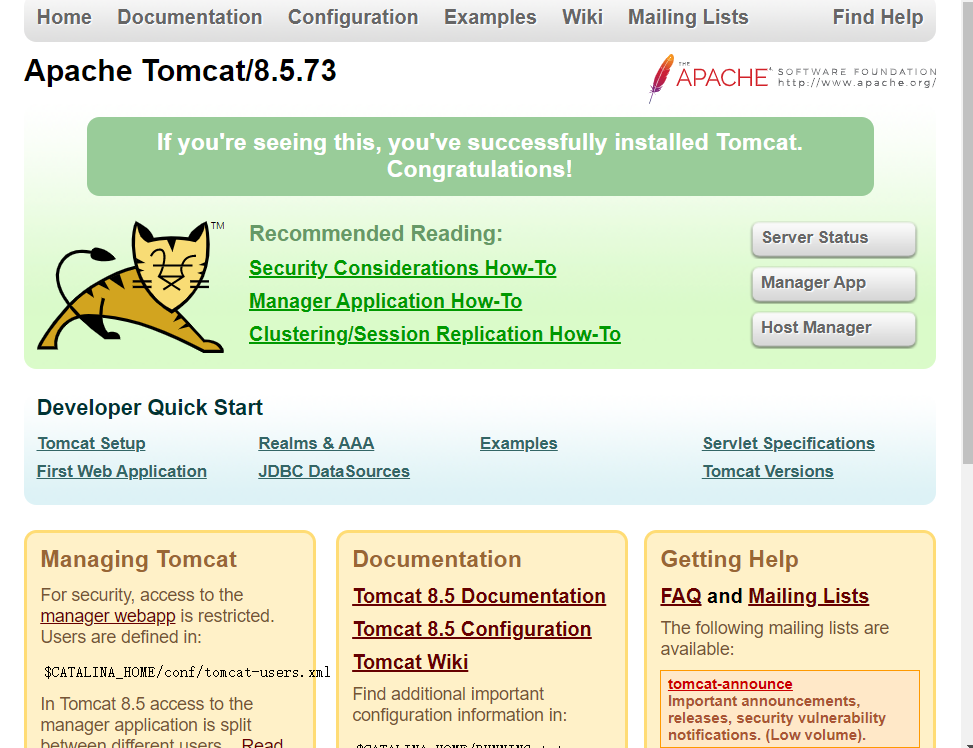 Home Documentation Configuration Examples Wiki Mailing Lists Find Help
Apache Tomcat/8.5.73
THE
APACHE SOFTWARE FOUNDATION
http://www.apache.org/
If you're seeing this, you've successfully installed Tomcat.
Congratulations!
TM
Recommended Reading:
Security Considerations How-To
Manager Application How-To
Clustering/Session Replication How-To
Server Status
Manager App
Host Manager
Developer Quick Start
Tomcat Setup
First Web Application
Realms & AAA
JDBC DataSources
Examples
Servlet Specifications
Tomcat Versions
Managing Tomcat
For security, access to the
manager webapp is restricted.
Users are defined in:
$CATALINA_HOME/conf/tomcat-users.xml
In Tomcat 8.5 access to the
manager application is split
between different users. Read
Documentation
Tomcat 8.5 Documentation
Tomcat 8.5 Configuration
Tomcat Wiki
Find additional important
configuration information in:
Getting Help
FAQ and Mailing Lists
The following mailing lists are
available:
tomcat-announce
Important announcements,
releases, security vulnerability
notifications. (Low volume).